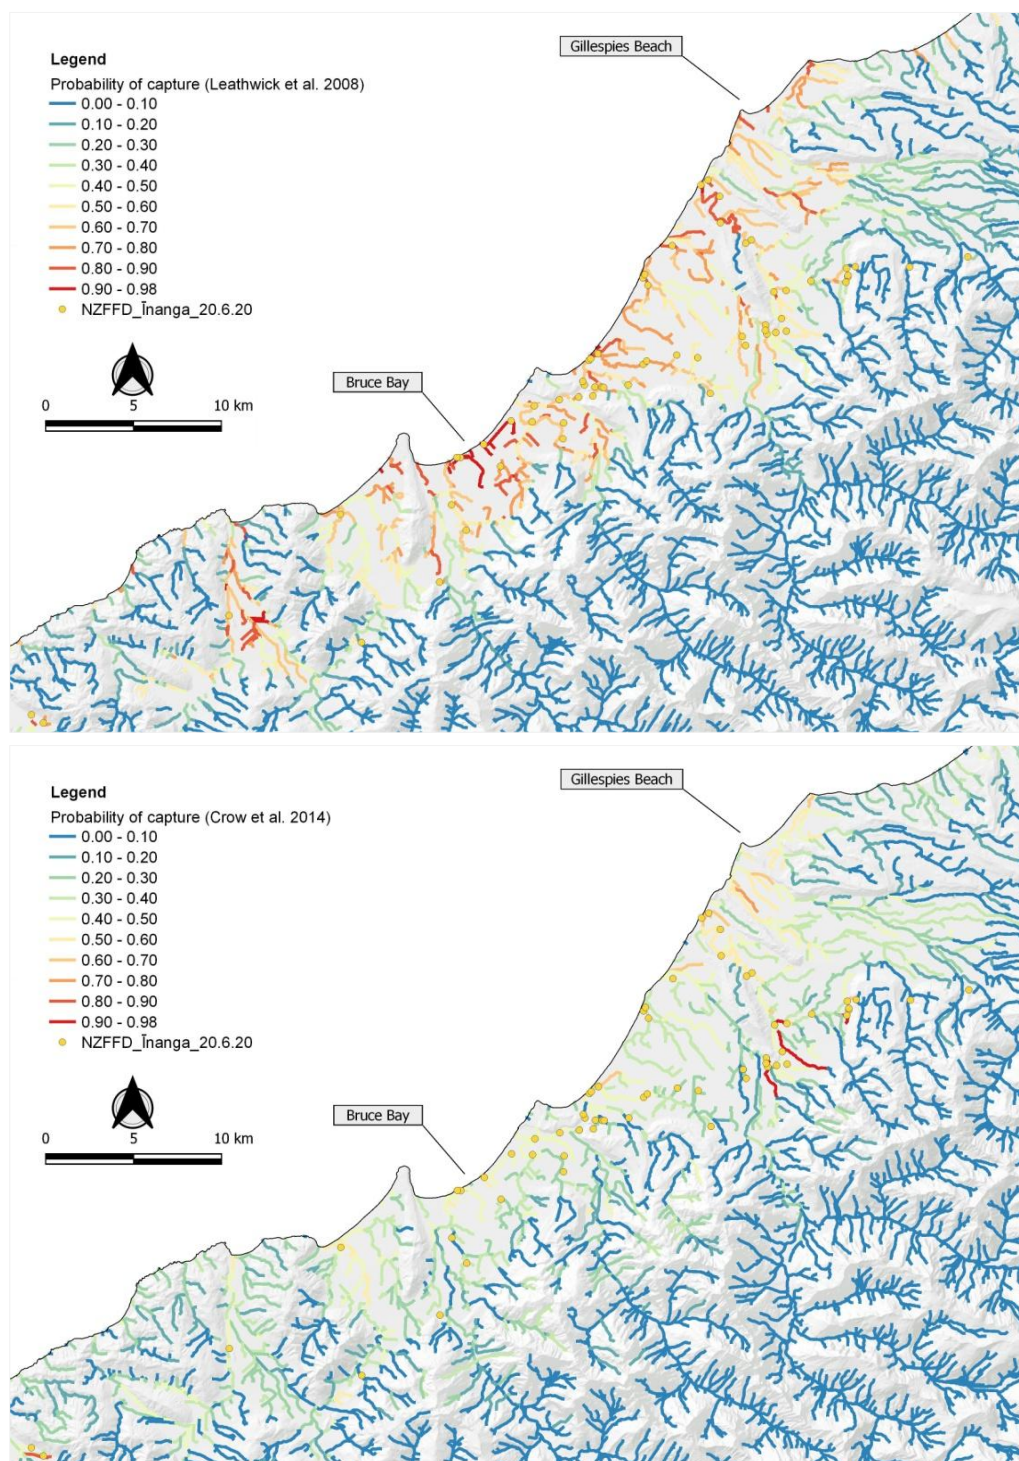 Gillespies Beach
Legend
Probability of capture (Leathwick et al. 2008)
0.00 - 0.10
0.10 - 0.20
0.20 - 0.30
0.30 - 0.40
0.40 - 0.50
0.50 - 0.60
0.60 - 0.70
0.70 - 0.80
0.80 - 0.90
0.90 - 0.98
NZFFD_Īnanga_20.6.20
Bruce Bay
0 5 10 km
Gillespies Beach
Legend
Probability of capture (Crow et al. 2014)
0.00 - 0.10
0.10 - 0.20
0.20 - 0.30
0.30 - 0.40
0.40 - 0.50
0.50 - 0.60
0.60 - 0.70
0.70 - 0.80
0.80 - 0.90
0.90 - 0.98
NZFFD_Īnanga_20.6.20
Bruce Bay
0 5 10 km